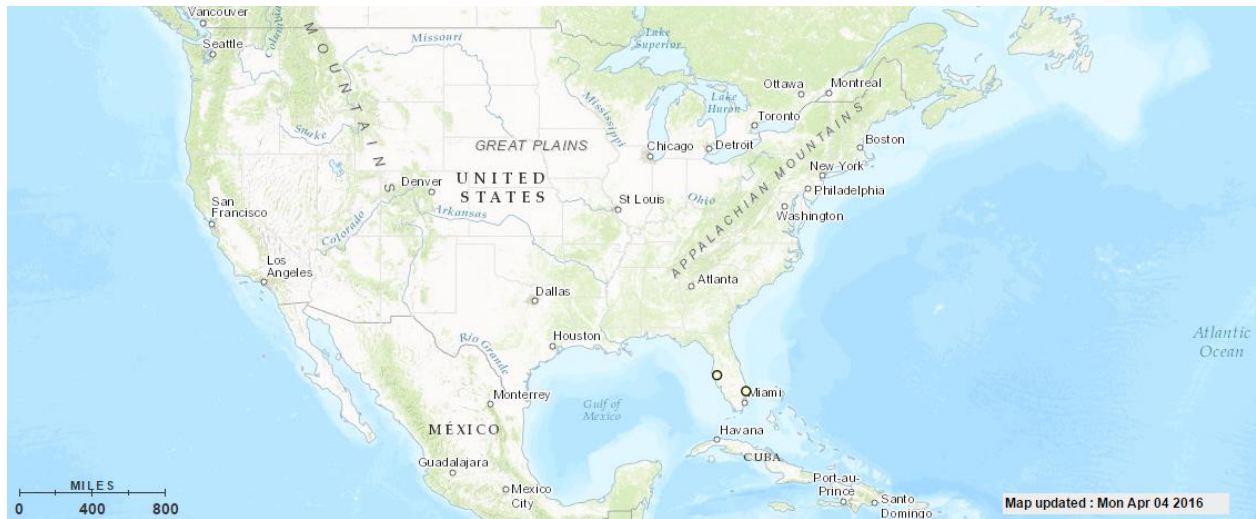 Vancouver
Columbia
Seattle
MOUNTAINS
Missouri
Lake
Superior
Ottawa
Montreal
Lake
Huron
Toronto
Mississippi
Snake
GREAT PLAINS
Chicago
Detroit
Boston
APPALACHIAN MOUNTAINS
New York
Denver
UNITED
STATES
St Louis
Ohio
Philadelphia
Washington
San
Francisco
Arkansas
Colorado
Los
Angeles
Atlanta
Dallas
Houston
Rio Grande
Atlantic
Ocean
Monterrey
Gulf of
Mexico
Miami
MÉXICO
Havana
CUBA
Guadalajara
Mexico
City
Port-au-
Prince
Santo
Domingo
MILES
0 400 800
Map updated : Mon Apr 04 2016